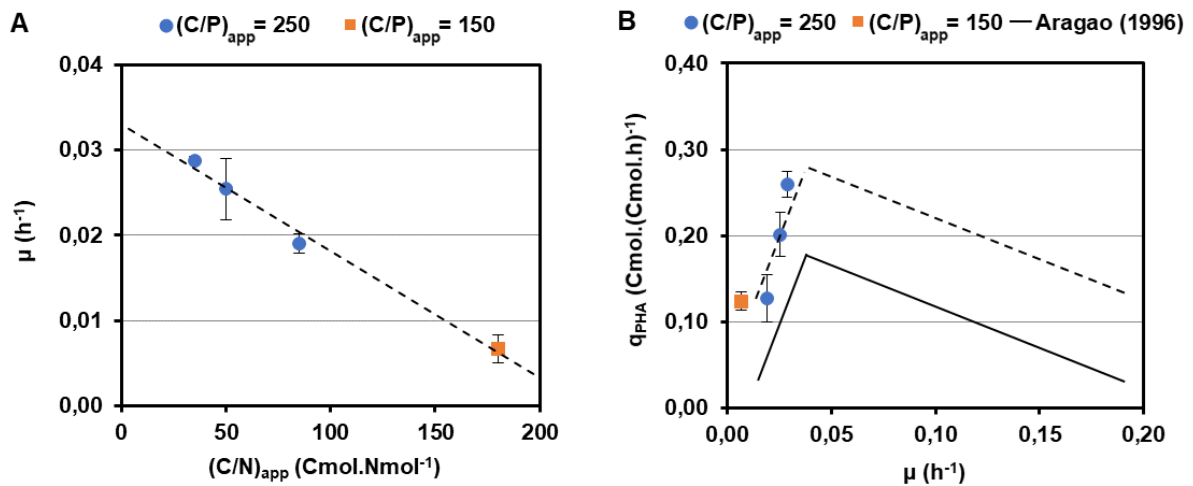 A
(C/P)app= 250 (C/P)app= 150
0,04
0,03
0,02
0,01
0,00
µ (h-1)
0 50 100 150 200
(C/N)app (Cmol.Nmol-1)
B
(C/P)app= 250 (C/P)app= 150 Aragao (1996)
0,40
0,30
0,20
0,10
0,00
qPHA (Cmol.(Cmol.h)-1)
0,00 0,05 0,10 0,15 0,20
µ (h-1)